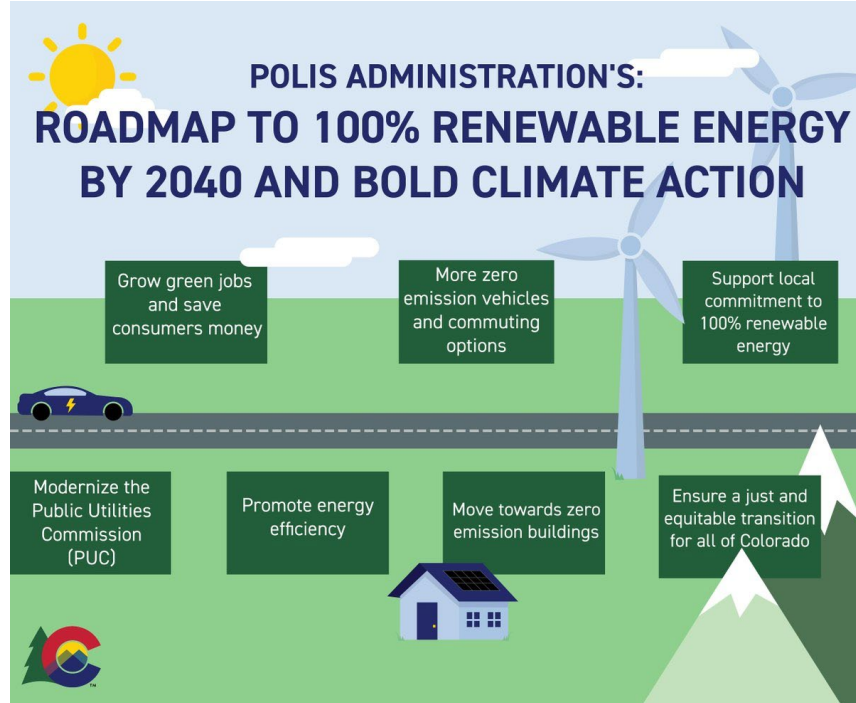 POLIS ADMINISTRATION'S:
ROADMAP TO 100% RENEWABLE ENERGY
BY 2040 AND BOLD CLIMATE ACTION
Grow green jobs
and save
consumers money
More zero
emission vehicles
and commuting
options
Support local
commitment to
100% renewable
energy
Modernize the
Public Utilities
Commission
(PUC)
Promote energy
efficiency
Move towards zero
emission buildings
Ensure a just and
equitable transition
for all of Colorado
C
TM